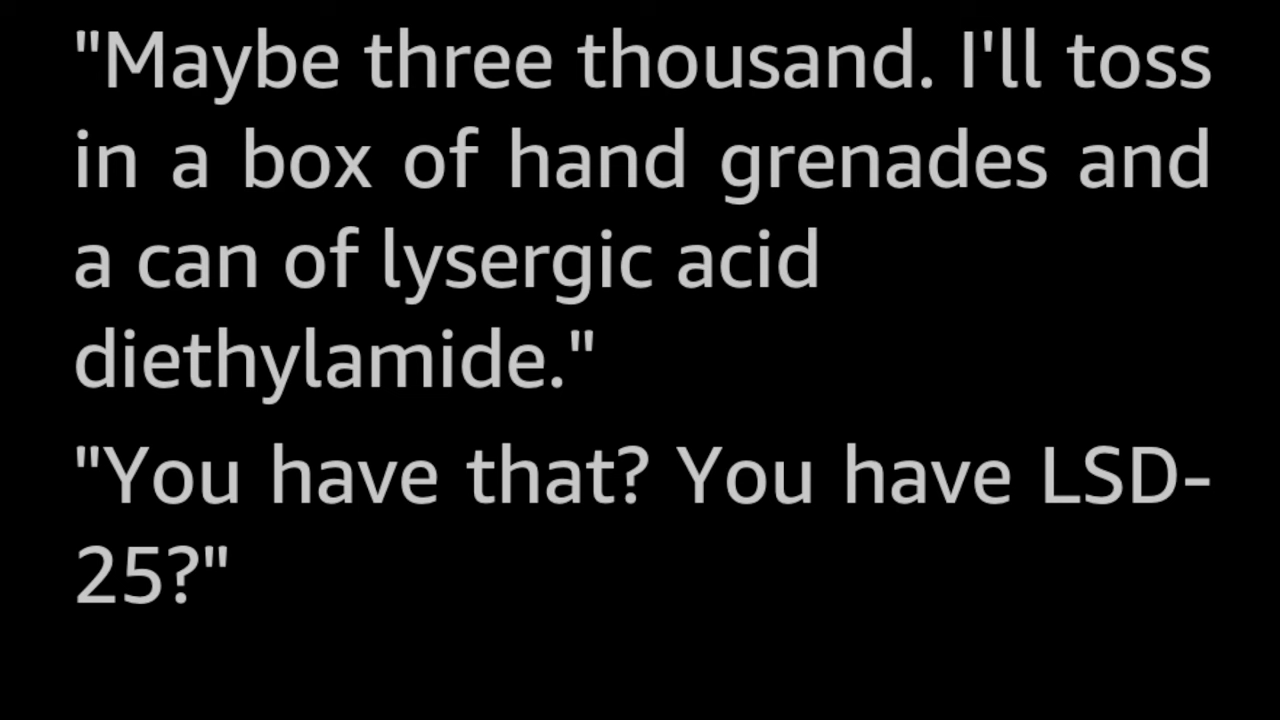 "Maybe three thousand. I'll toss
in a box of hand grenades and
a can of lysergic acid
diethylamide."
"You have that? You have LSD-
25?"